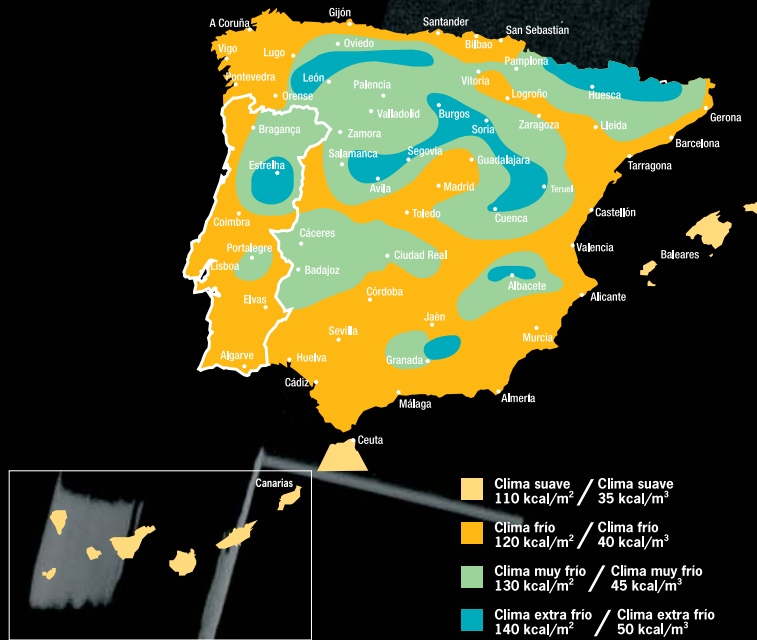 Gijón
A Coruña
Santander
San Sebastián
Oviedo
Bilbao
Vigo
Lugo
Pamplona
Pontevedra
León
Vitoria
Palencia
Huesca
Orense
Logroño
Burgos
Gerona
Valladolid
Soria
Zaragoza
Lleida
Bragança
Zamora
Barcelona
Salamanca
Segovia
Guadalajara
Tarragona
Estrelha
Avila
Madrid
Teruel
Coimbra
Toledo
Cuenca
Castellón
Cáceres
Valencia
Portalegre
Ciudad Real
Baleares
Lisboa
Badajoz
Albacete
Córdoba
Alicante
Elvas
Jaén
Sevilla
Murcia
Algarve
Huelva
Granada
Cádiz
Málaga
Almería
Ceuta
Canarias
Clima suave / Clima suave
110 kcal/m² / 35 kcal/m³
Clima frío / Clima frío
120 kcal/m² / 40 kcal/m³
Clima muy frío / Clima muy frío
130 kcal/m² / 45 kcal/m³
Clima extra frío / Clima extra frío
140 kcal/m² / 50 kcal/m³